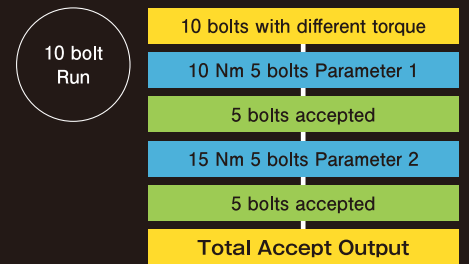 10 bolt
Run
10 bolts with different torque
10 Nm 5 bolts Parameter 1
5 bolts accepted
15 Nm 5 bolts Parameter 2
5 bolts accepted
Total Accept Output